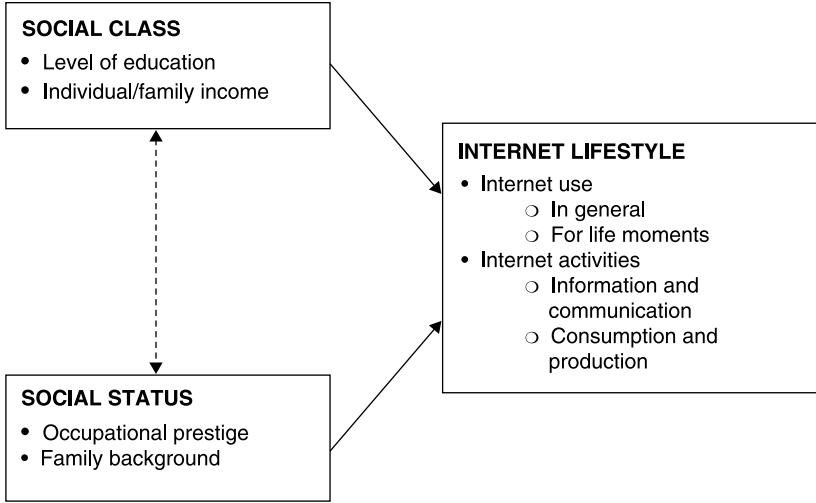 SOCIAL CLASS
• Level of education
• Individual/family income
INTERNET LIFESTYLE
• Internet use
❍ In general
❍ For life moments
• Internet activities
❍ Information and
communication
❍ Consumption and
production
SOCIAL STATUS
• Occupational prestige
• Family background